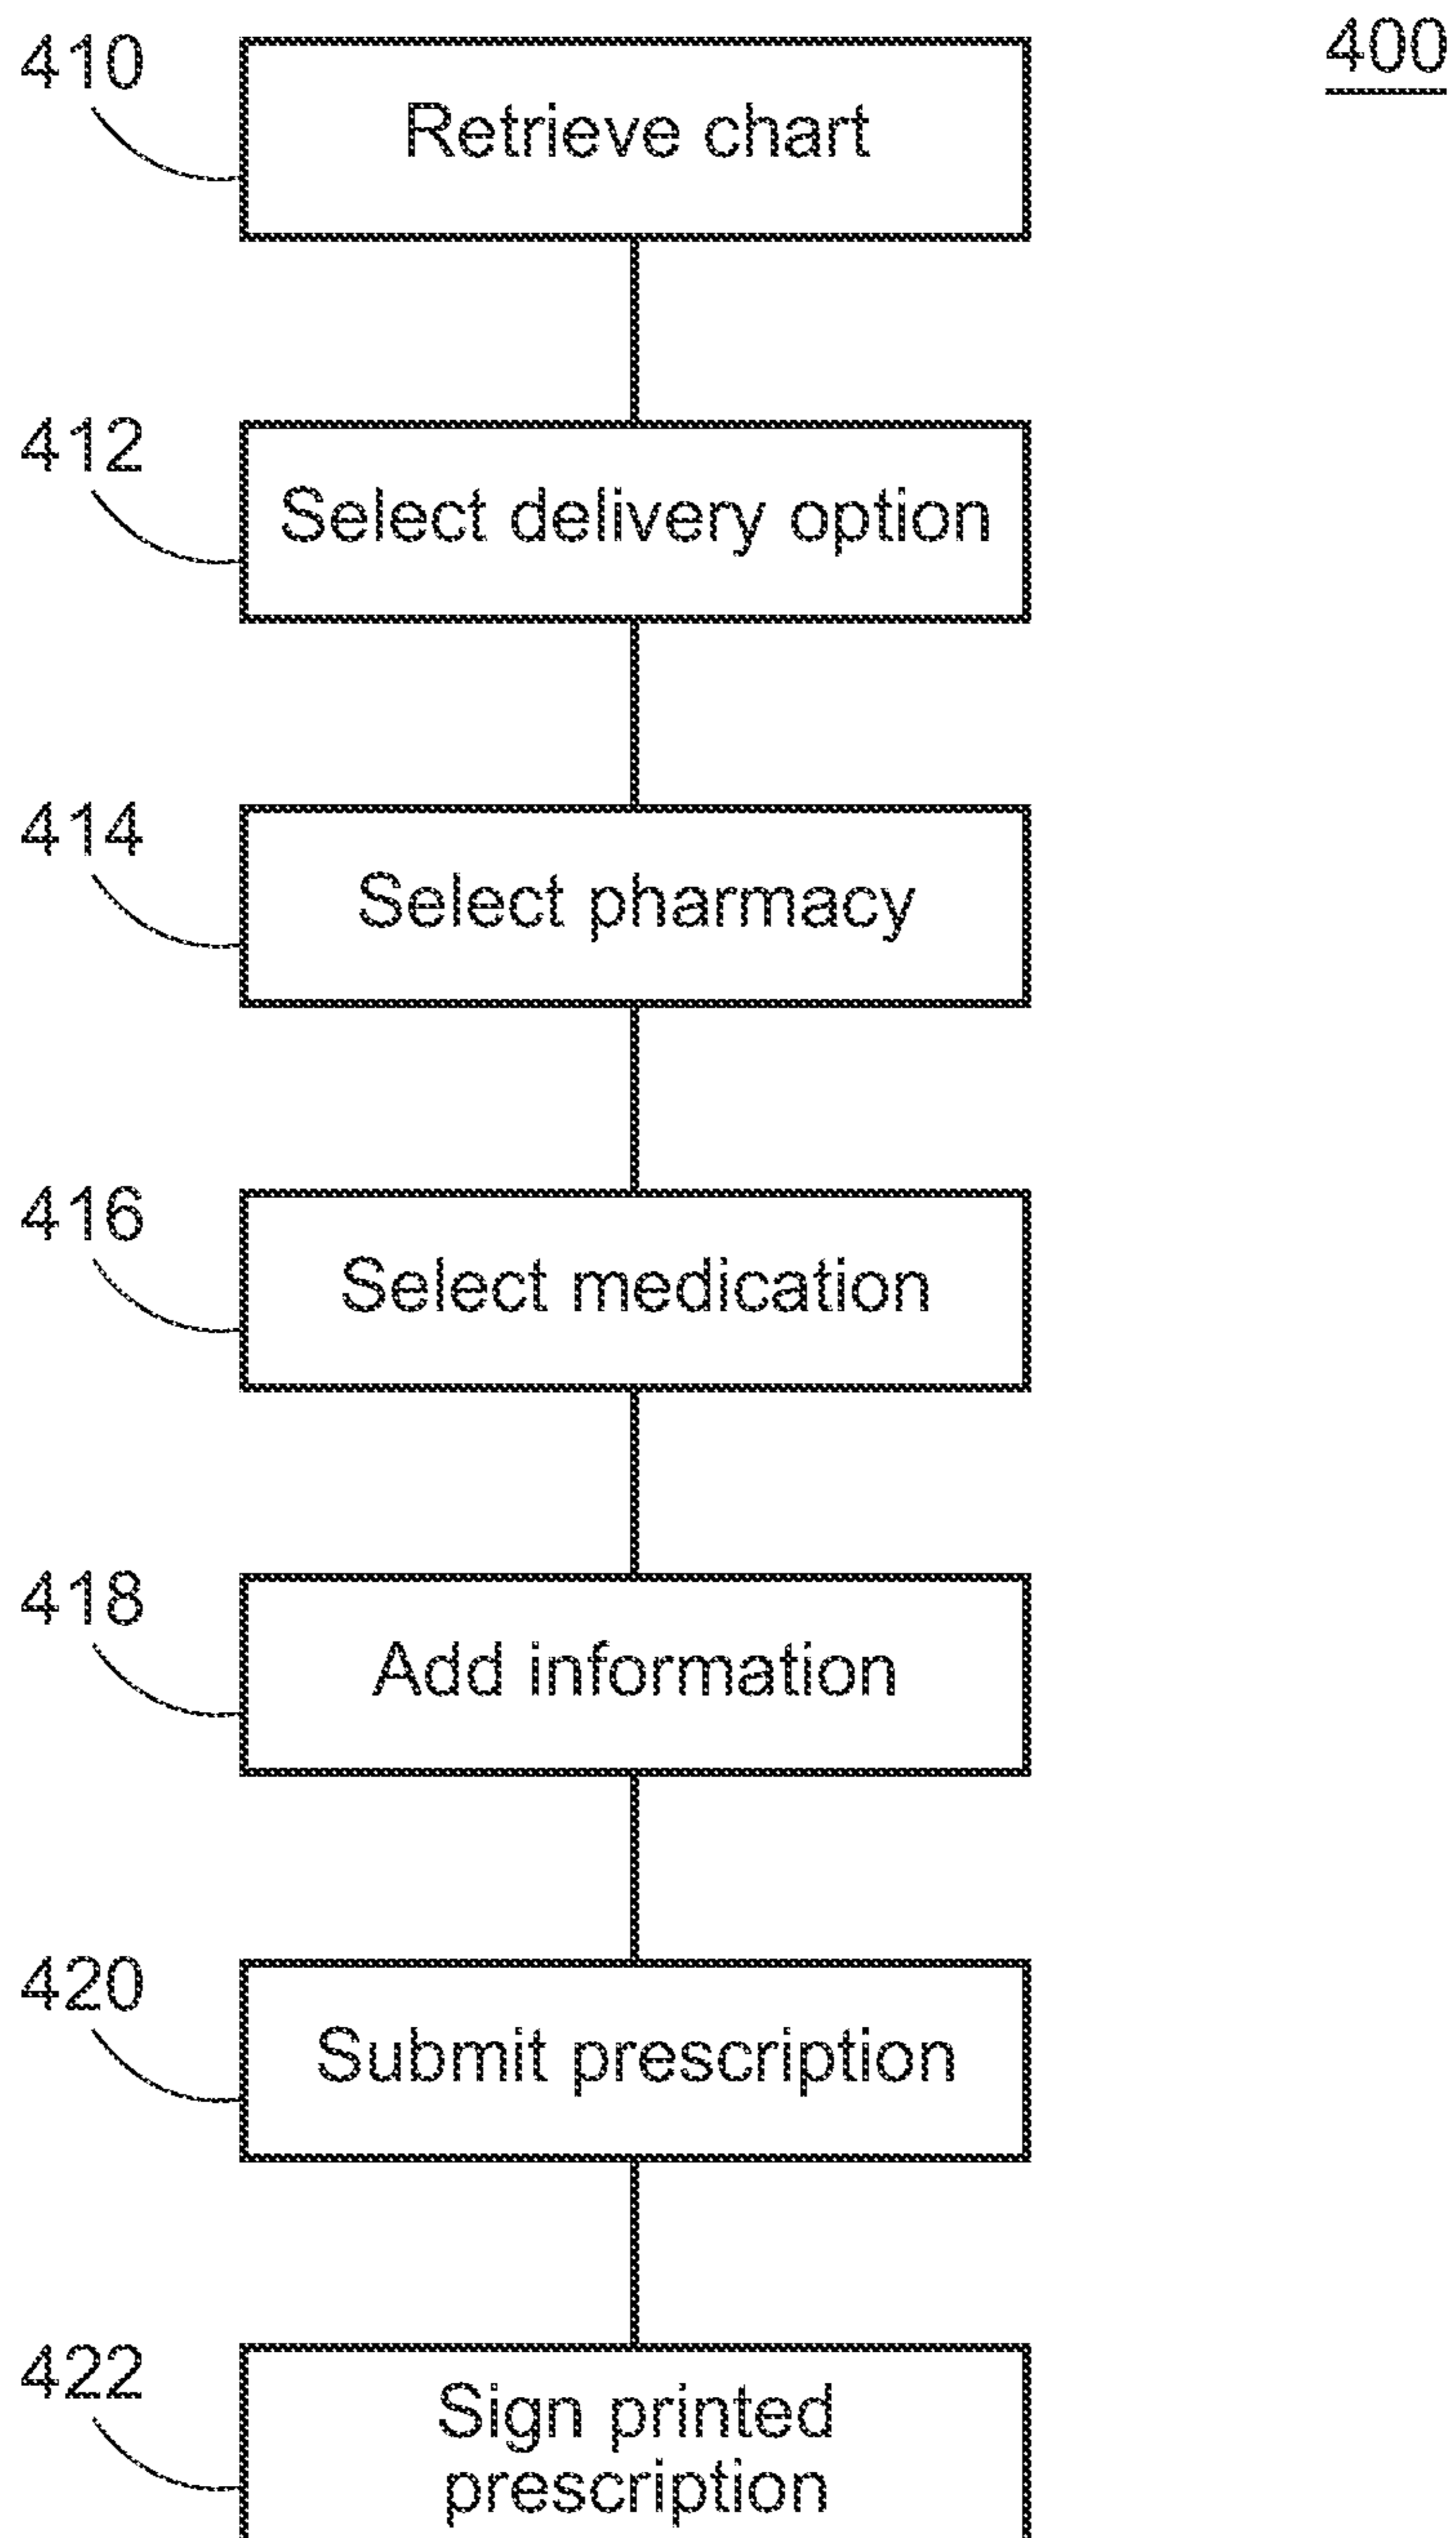 400
410
Retrieve chart
412
Select delivery option
414
Select pharmacy
416
Select medication
418
Add information
420
Submit prescription
422
Sign printed
prescription